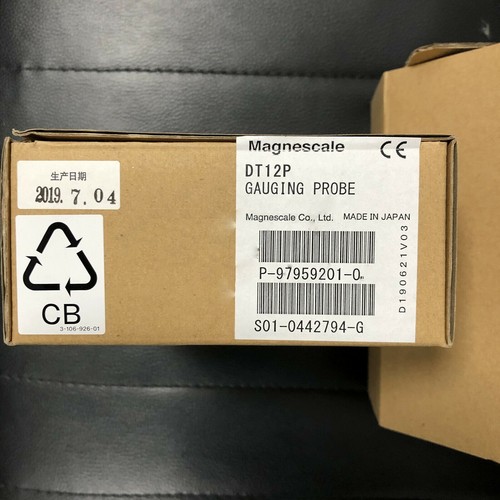 生产日期
2019.7.04
CB
3-106-926-01
Magnescale CE
DT12P
GAUGING PROBE
Magnescale Co., Ltd. MADE IN JAPAN
P-97959201-0
S01-0442794-G
D190621V03